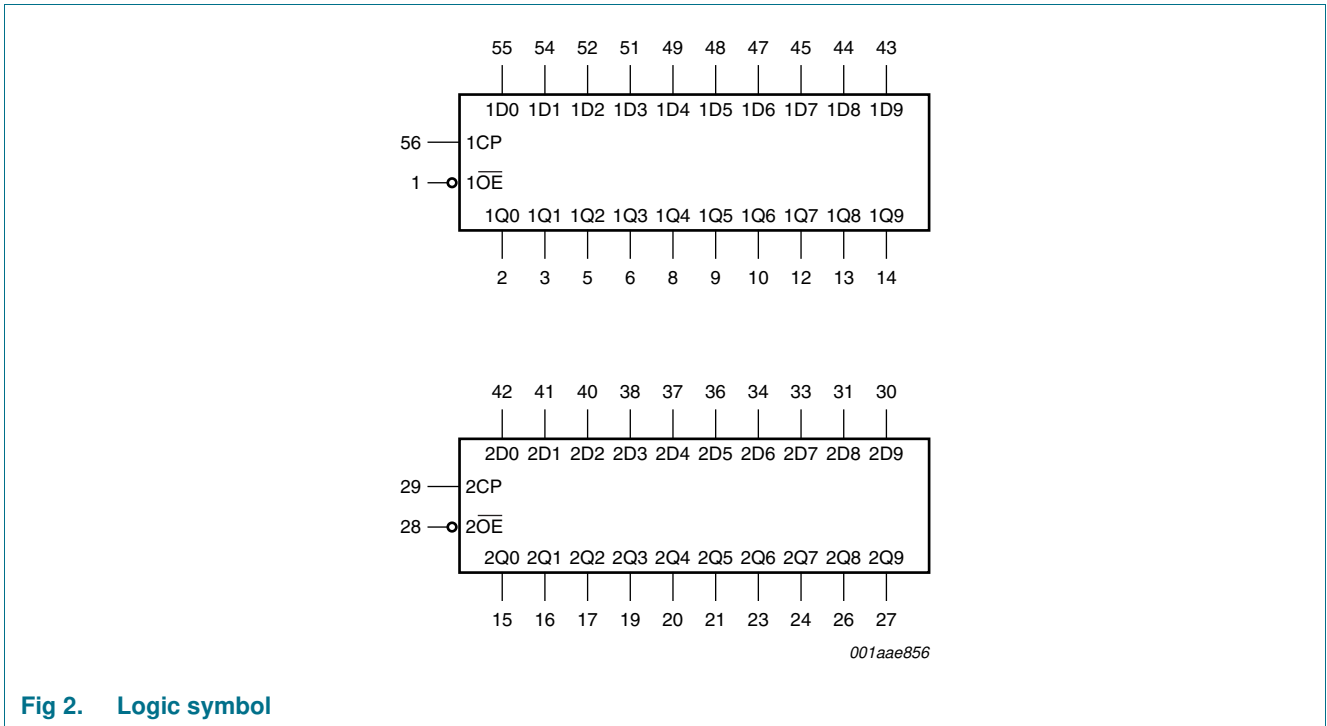 55 54 52 51 49 48 47 45 44 43
1D0 1D1 1D2 1D3 1D4 1D5 1D6 1D7 1D8 1D9
56 1CP
1 1O̅E̅
1Q0 1Q1 1Q2 1Q3 1Q4 1Q5 1Q6 1Q7 1Q8 1Q9
2 3 5 6 8 9 10 12 13 14
42 41 40 38 37 36 34 33 31 30
2D0 2D1 2D2 2D3 2D4 2D5 2D6 2D7 2D8 2D9
29 2CP
28 2O̅E̅
2Q0 2Q1 2Q2 2Q3 2Q4 2Q5 2Q6 2Q7 2Q8 2Q9
15 16 17 19 20 21 23 24 26 27
001aae856
Fig 2. Logic symbol